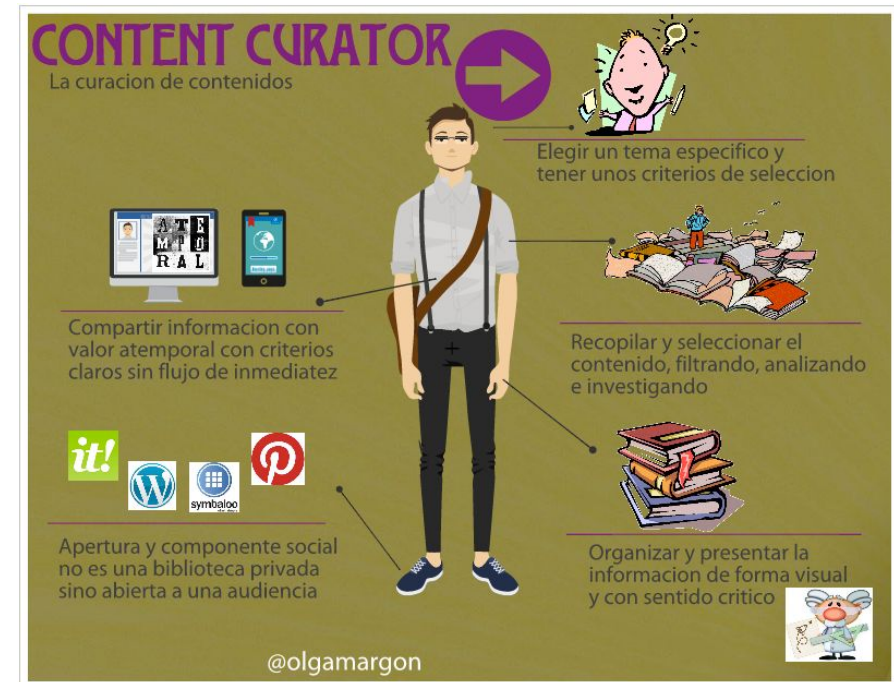 CONTENT CURATOR
La curacion de contenidos
Elegir un tema especifico y
tener unos criterios de seleccion
Recopilar y seleccionar el
contenido, filtrando, analizando
e investigando
Organizar y presentar la
informacion de forma visual
y con sentido critico
Apertura y componente social
no es una biblioteca privada
sino abierta a una audiencia
it!
symbaloo
Compartir informacion con
valor atemporal con criterios
claros sin flujo de inmediatez
ATE
MPO
RAL
@olgamargon